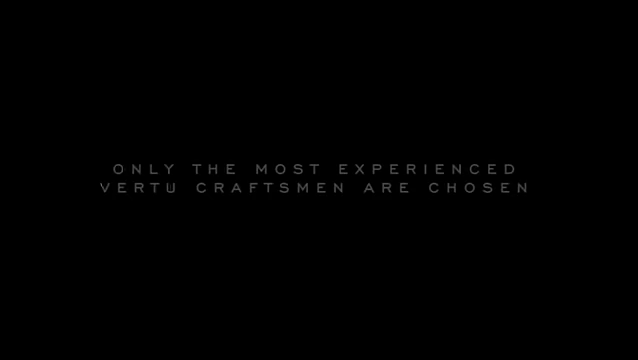 ONLY THE MOST EXPERIENCED
VERTU CRAFTSMEN ARE CHOSEN